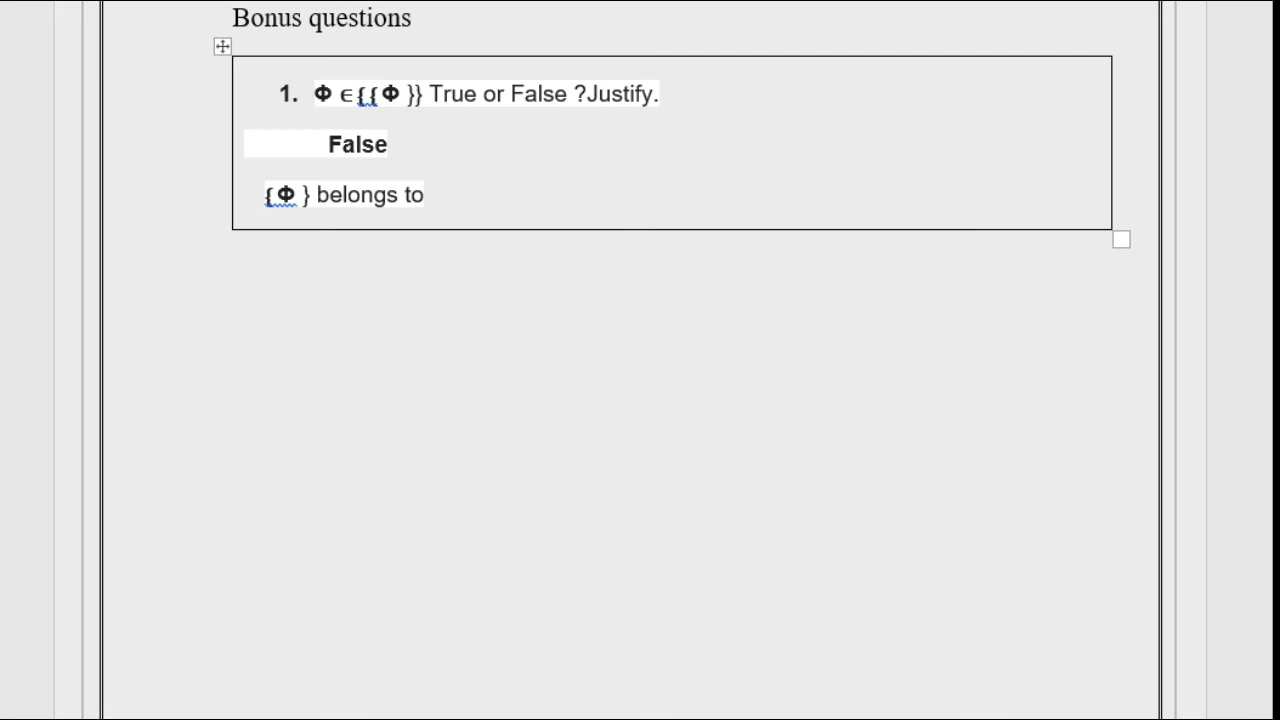 Bonus questions
1. Φ ∈{{Φ }} True or False ?Justify.
False
{Φ } belongs to